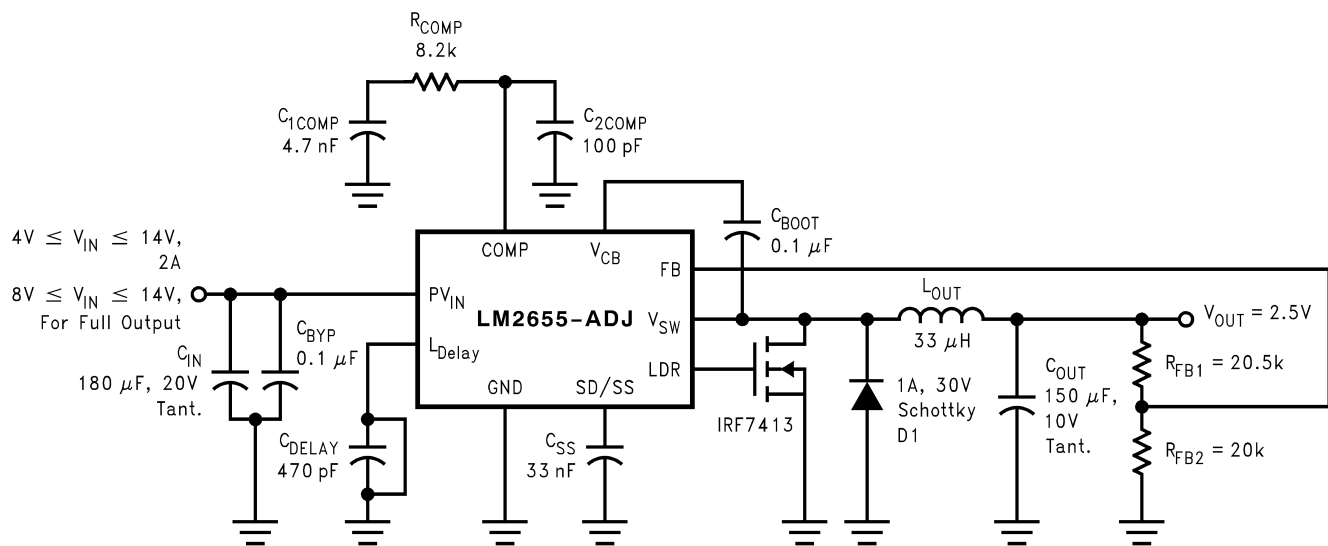 R_COMP
8.2k
C_1COMP
4.7 nF
C_2COMP
100 pF
4V ≤ V_IN ≤ 14V,
2A
8V ≤ V_IN ≤ 14V,
For Full Output
C_IN
180 μF, 20V
Tant.
C_BYP
0.1 μF
C_DELAY
470 pF
COMP
V_CB
FB
PV_IN
LM2655-ADJ
V_SW
L_Delay
LDR
GND
SD/SS
C_SS
33 nF
C_BOOT
0.1 μF
IRF7413
1A, 30V
Schottky
D1
L_OUT
33 μH
C_OUT
150 μF,
10V
Tant.
V_OUT = 2.5V
R_FB1 = 20.5k
R_FB2 = 20k